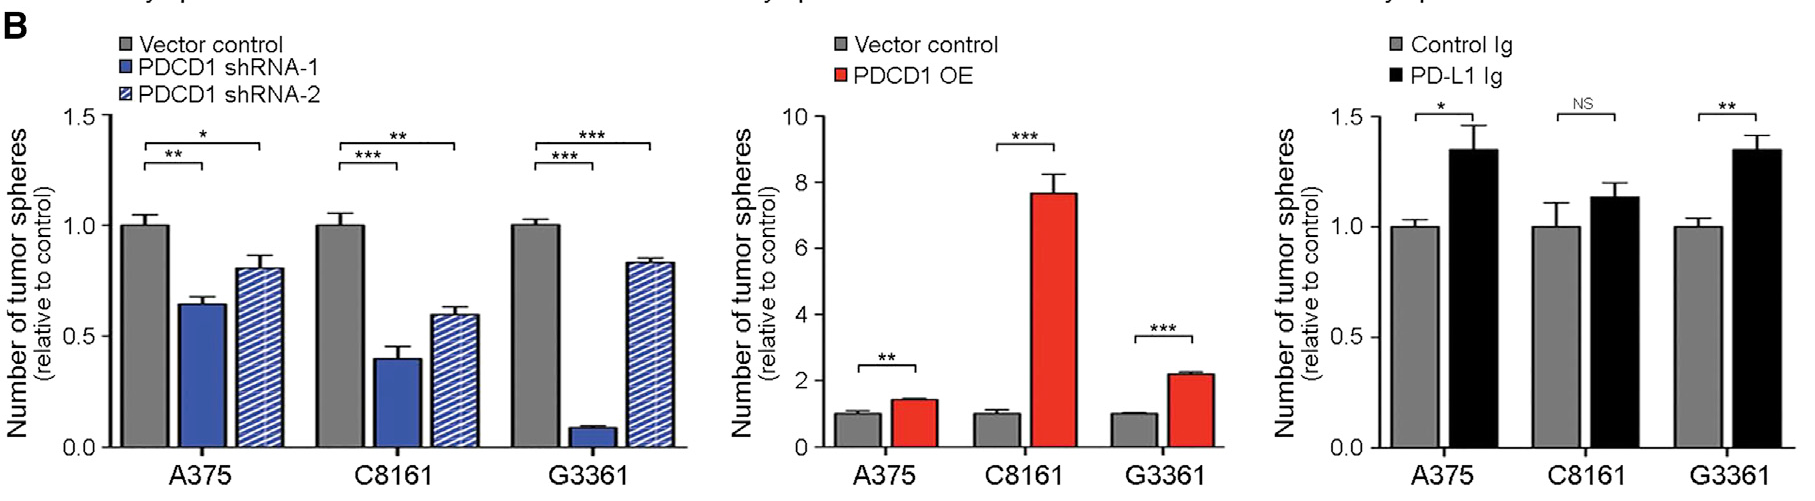 B
Vector control
PDCD1 shRNA-1
PDCD1 shRNA-2
Number of tumor spheres
(relative to control)
1.5
1.0
0.5
0.0
*
**
**
***
***
***
A375
C8161
G3361
Vector control
PDCD1 OE
Number of tumor spheres
(relative to control)
10
8
6
4
2
0
**
***
***
A375
C8161
G3361
Control Ig
PD-L1 Ig
Number of tumor spheres
(relative to control)
1.5
1.0
0.5
0.0
*
NS
**
A375
C8161
G3361